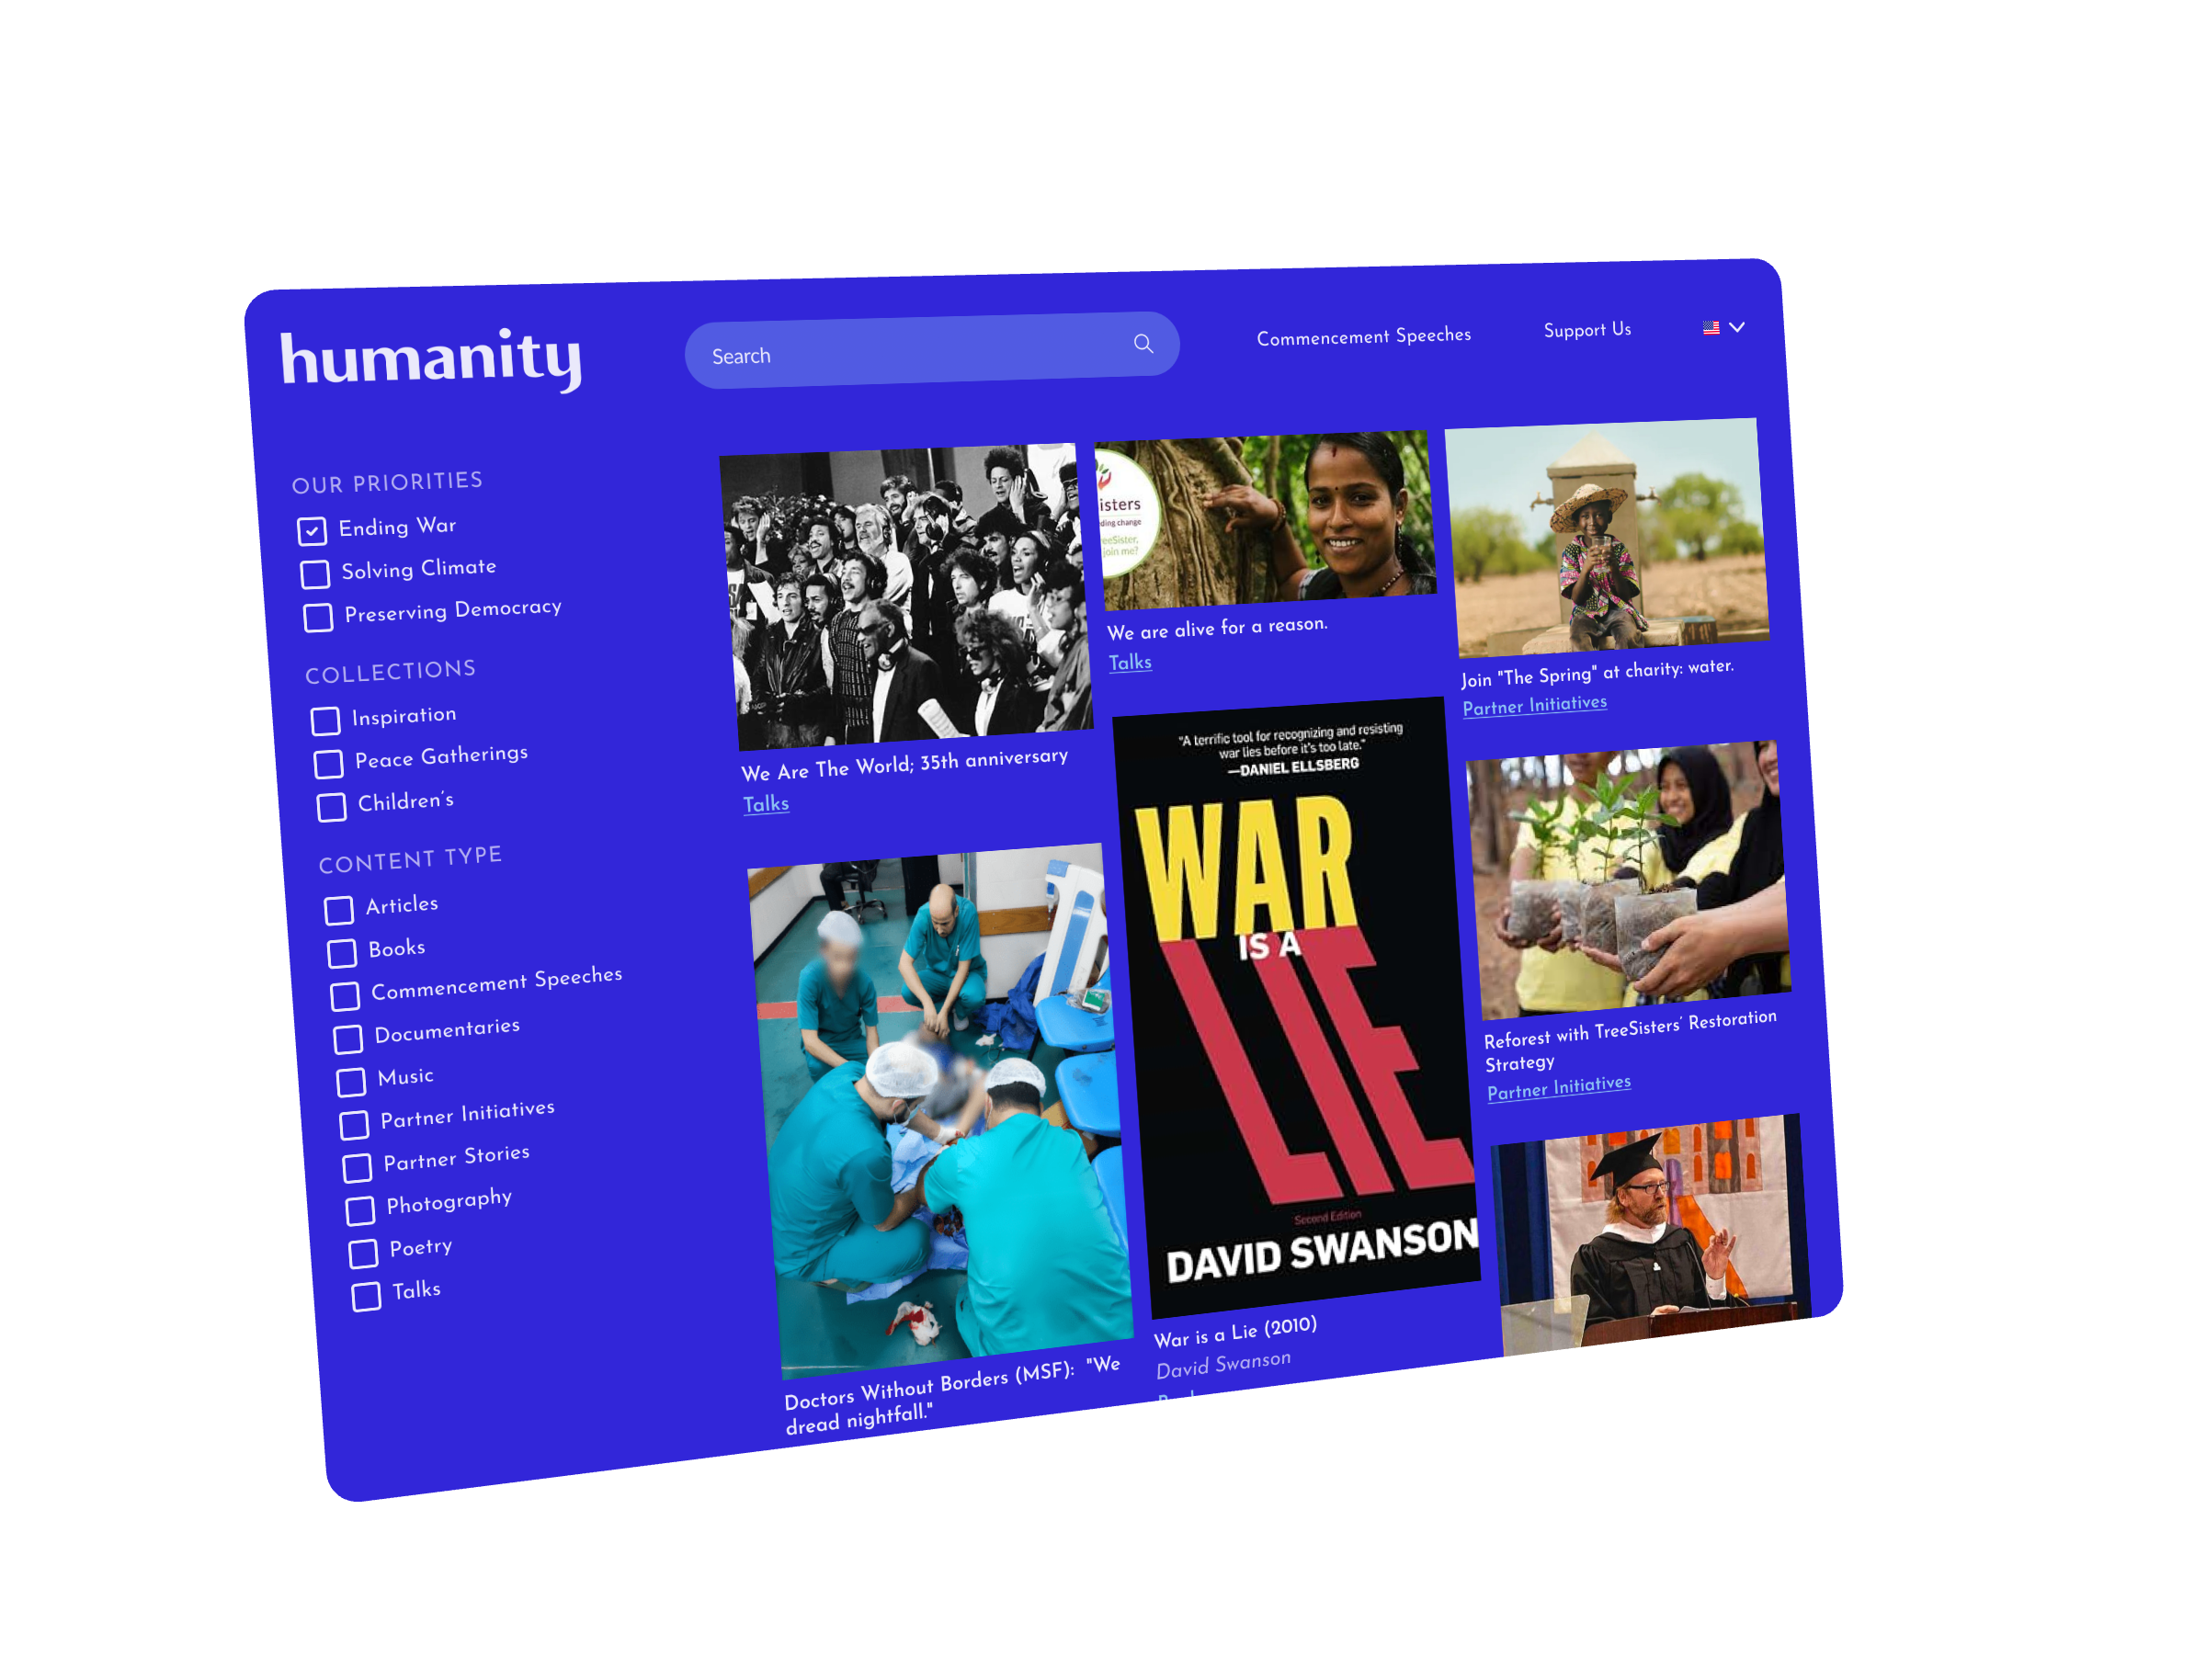 humanity
Search
Commencement Speeches
Support Us
OUR PRIORITIES
Ending War
Solving Climate
Preserving Democracy
COLLECTIONS
Inspiration
Peace Gatherings
Children's
CONTENT TYPE
Articles
Books
Commencement Speeches
Documentaries
Music
Partner Initiatives
Partner Stories
Photography
Poetry
Talks
We Are The World; 35th anniversary
Talks
Doctors Without Borders (MSF): "We
dread nightfall."
isters
ding change
eeSister,
join me?
We are alive for a reason.
Talks
"A terrific tool for recognizing and resisting
war lies before it's too late."
—DANIEL ELLSBERG
WAR
IS A
LIE
Second Edition
DAVID SWANSON
War is a Lie (2010)
David Swanson
Join "The Spring" at charity: water.
Partner Initiatives
Reforest with TreeSisters' Restoration
Strategy
Partner Initiatives